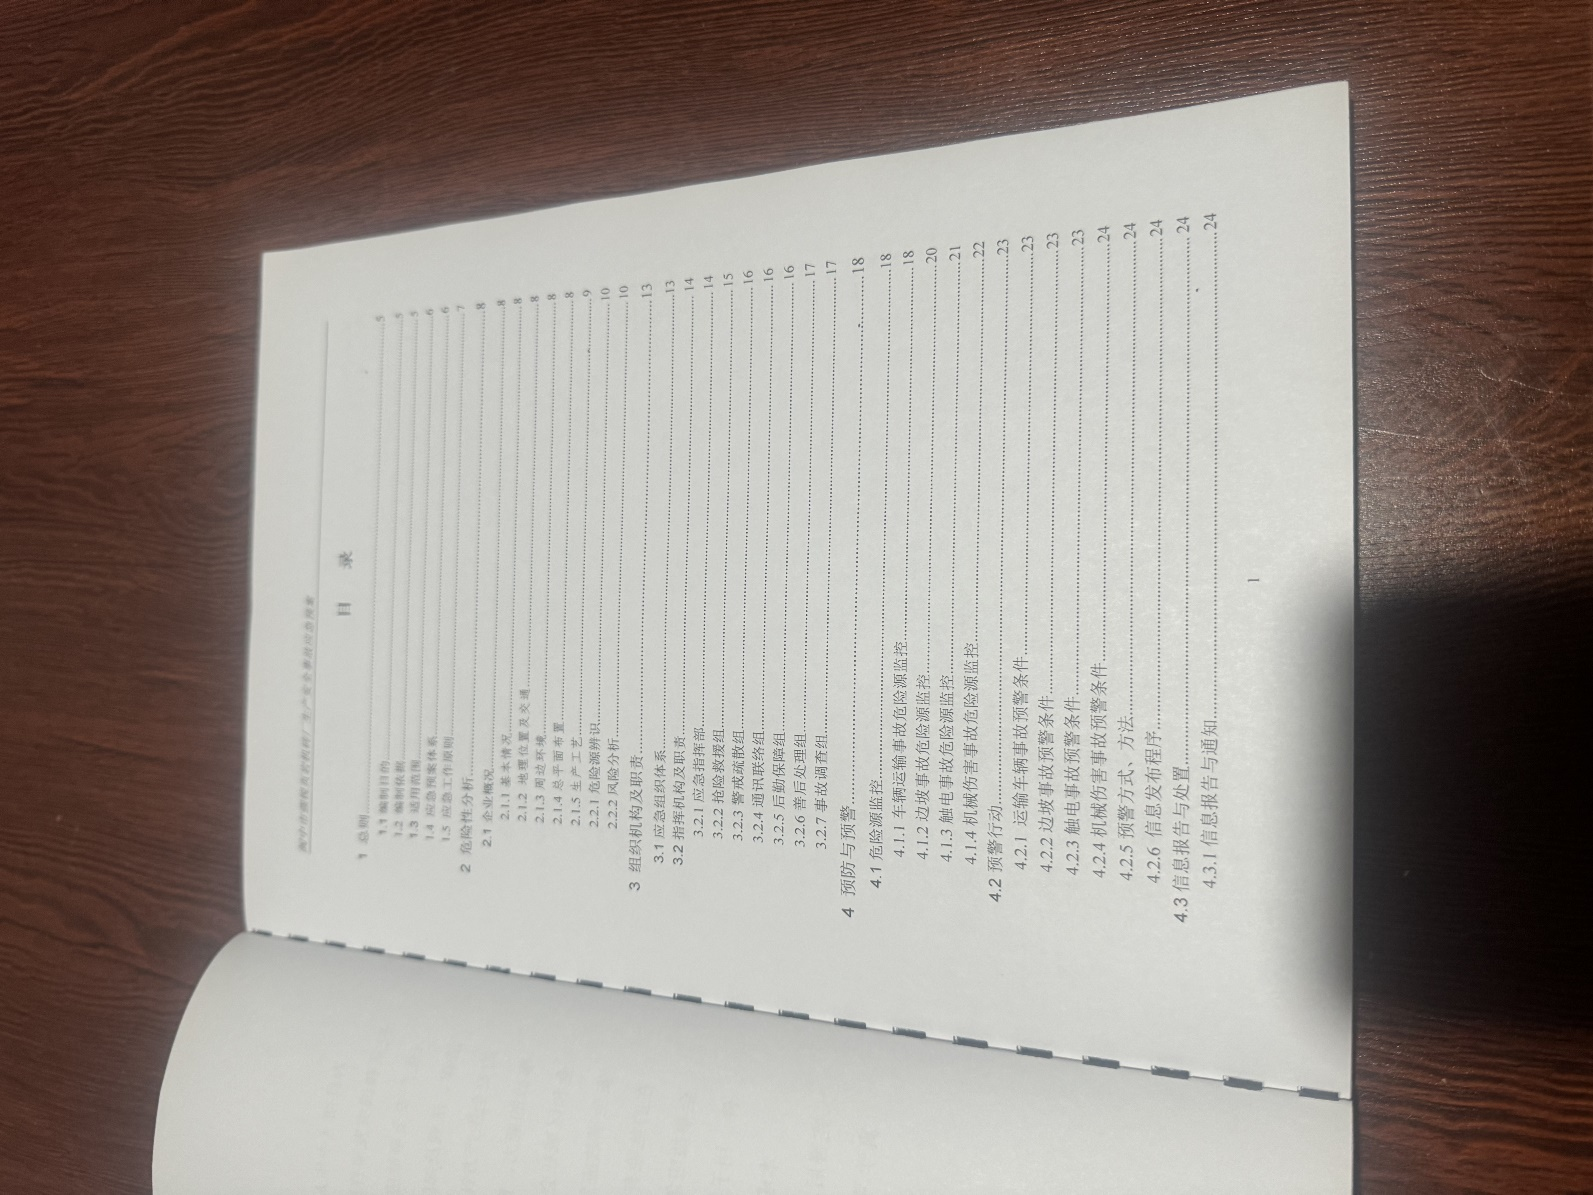 目 录
1 总则……5
1.1 编制目的……5
1.2 编制依据……5
1.3 适用范围……5
1.4 应急预案体系……6
1.5 应急工作原则……6
2 危险性分析……7
2.1 企业概况……8
2.1.1 基本情况……8
2.1.2 地理位置及交通……8
2.1.3 周边环境……8
2.1.4 总平面布置……8
2.1.5 生产工艺……8
2.2.1 危险源辨识……9
2.2.2 风险分析……10
10
3 组织机构及职责……13
3.1 应急组织体系……13
3.2 指挥机构及职责……14
3.2.1 应急指挥部……14
3.2.2 抢险救援组……15
3.2.3 警戒疏散组……16
3.2.4 通讯联络组……16
3.2.5 后勤保障组……16
3.2.6 善后处理组……17
3.2.7 事故调查组……17
4 预防与预警……18
4.1 危险源监控……18
4.1.1 车辆运输事故危险源监控……18
4.1.2 边坡事故危险源监控……20
4.1.3 触电事故危险源监控……21
4.1.4 机械伤害事故危险源监控……22
4.2 预警行动……23
4.2.1 运输车辆事故预警条件……23
4.2.2 边坡事故预警条件……23
4.2.3 触电事故预警条件……23
4.2.4 机械伤害事故预警条件……24
4.2.5 预警方式、方法……24
4.2.6 信息发布程序……24
4.3 信息报告与处置……24
4.3.1 信息报告与通知……24
1